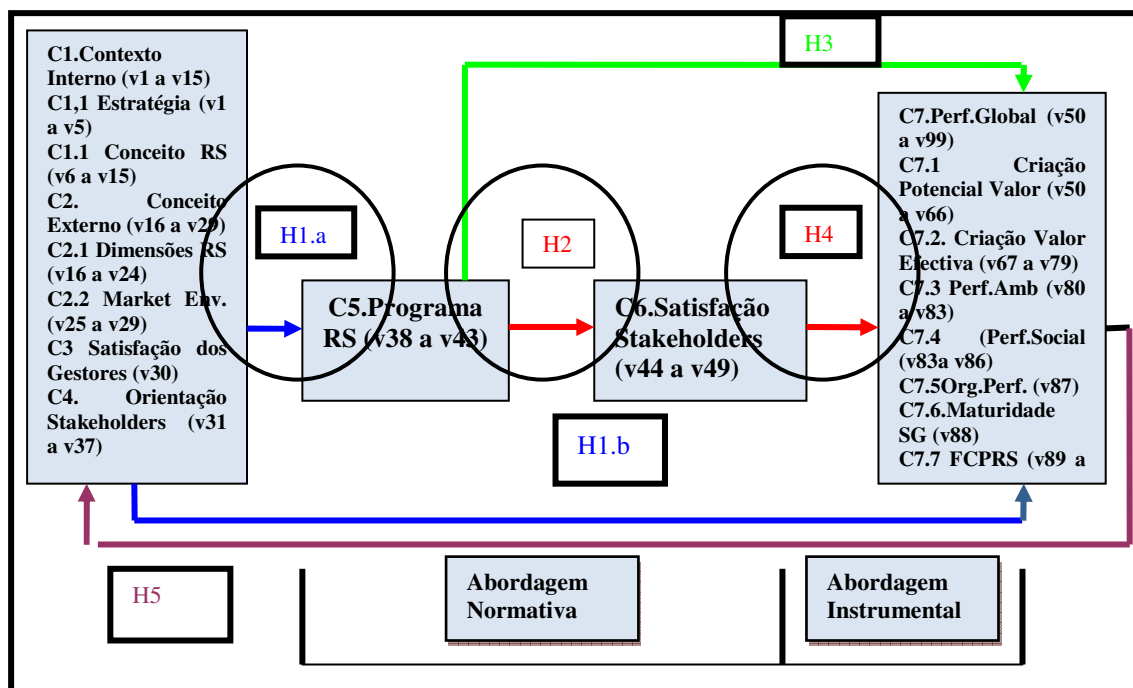 C1.Contexto
Interno (v1 a v15)
C1,1 Estratégia (v1
a v5)
C1.1 Conceito RS
(v6 a v15)
C2. Conceito
Externo (v16 a v29)
C2.1 Dimensões RS
(v16 a v24)
C2.2 Market Env.
(v25 a v29)
C3 Satisfação dos
Gestores (v30)
C4. Orientação
Stakeholders (v31
a v37)
H1.a
C5.Programa
RS (v38 a v43)
H2
C6.Satisfação
Stakeholders
(v44 a v49)
H1.b
H3
H4
C7.Perf.Global (v50
a v99)
C7.1 Criação
Potencial Valor (v50
a v66)
C7.2. Criação Valor
Efectiva (v67 a v79)
C7.3 Perf.Amb (v80
a v83)
C7.4 (Perf.Social
(v83a v86)
C7.5Org.Perf. (v87)
C7.6.Maturidade
SG (v88)
C7.7 FCPRS (v89 a
H5
Abordagem
Normativa
Abordagem
Instrumental